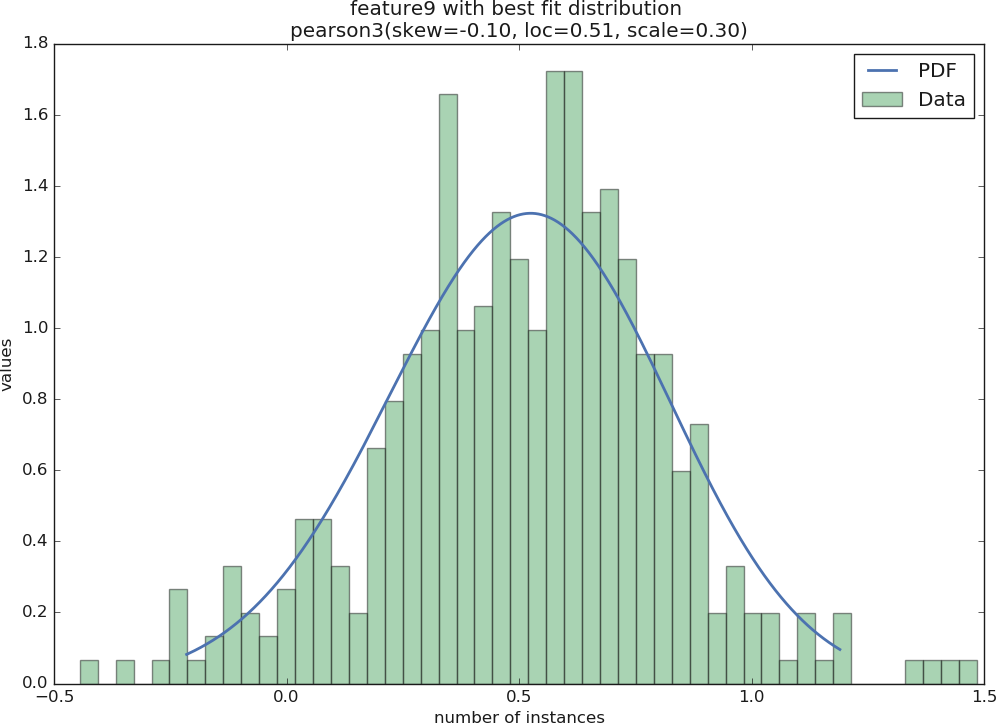 feature9 with best fit distribution
pearson3(skew=-0.10, loc=0.51, scale=0.30)
PDF
Data
values
1.8
1.6
1.4
1.2
1.0
0.8
0.6
0.4
0.2
0.0
−0.5
0.0
0.5
1.0
1.5
number of instances